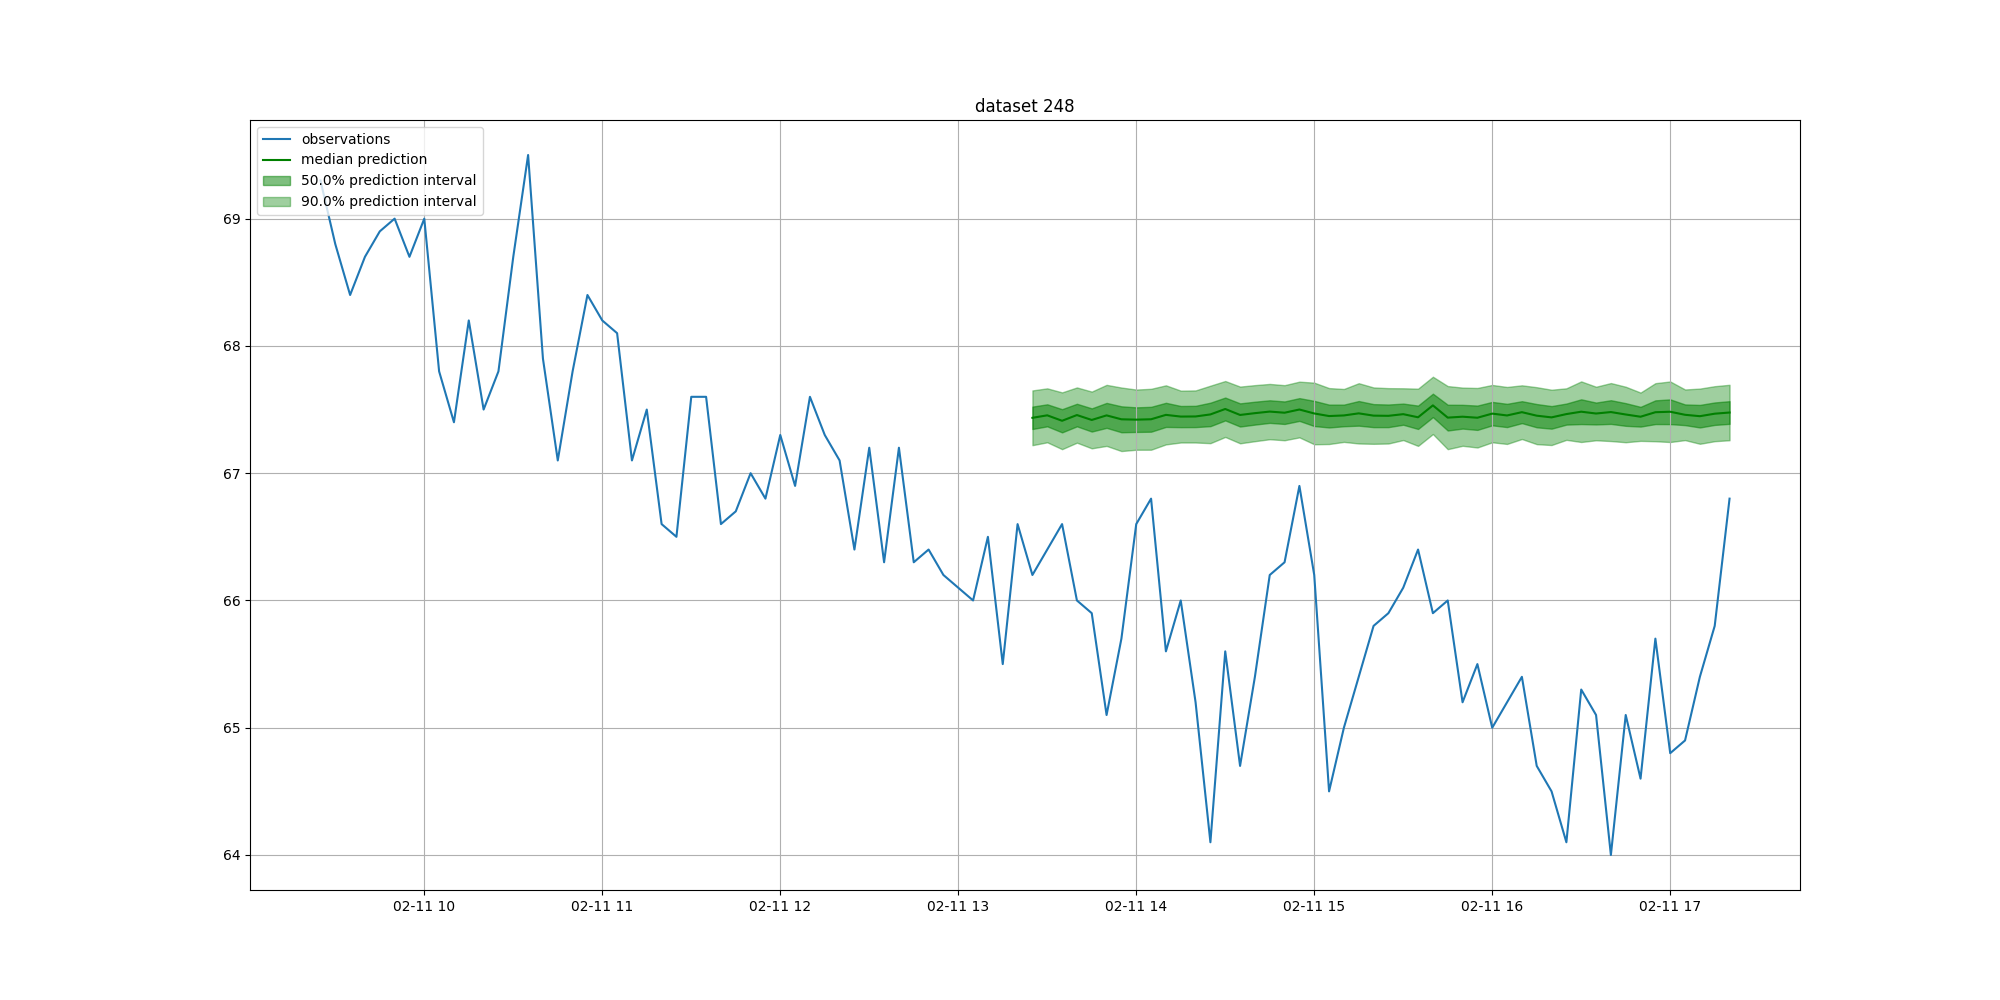 dataset 248
observations
median prediction
50.0% prediction interval
90.0% prediction interval
69
68
67
66
65
64
02-11 10
02-11 11
02-11 12
02-11 13
02-11 14
02-11 15
02-11 16
02-11 17